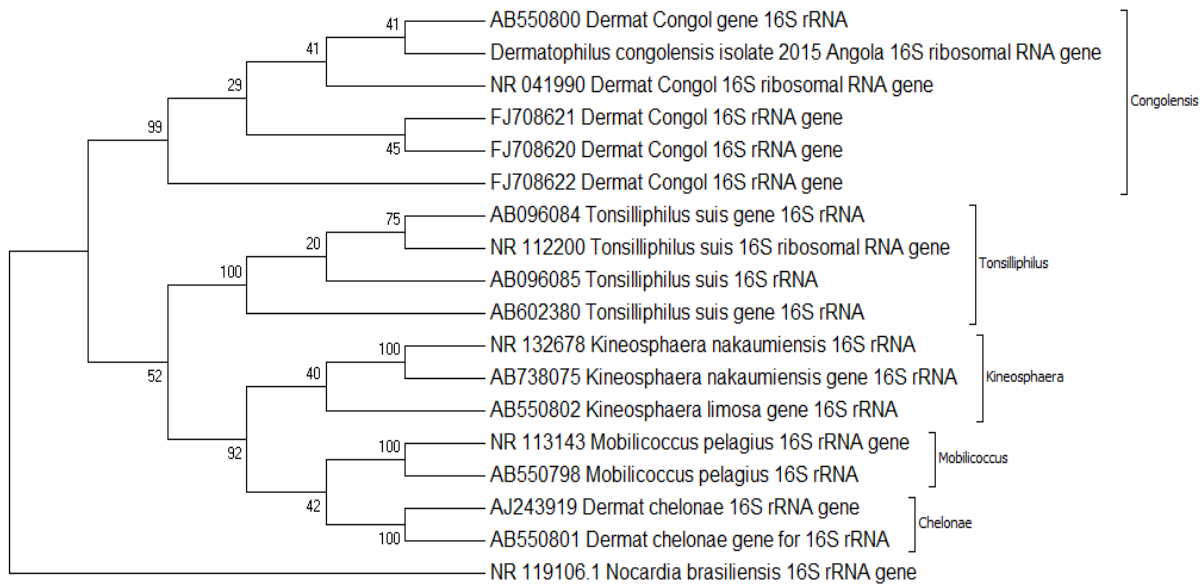 41
AB550800 Dermat Congol gene 16S rRNA
41
Dermatophilus congolensis isolate 2015 Angola 16S ribosomal RNA gene
29
NR 041990 Dermat Congol 16S ribosomal RNA gene
Congolensis
99
FJ708621 Dermat Congol 16S rRNA gene
45
FJ708620 Dermat Congol 16S rRNA gene
FJ708622 Dermat Congol 16S rRNA gene
75
AB096084 Tonsilliphilus suis gene 16S rRNA
20
NR 112200 Tonsilliphilus suis 16S ribosomal RNA gene
Tonsilliphilus
100
AB096085 Tonsilliphilus suis 16S rRNA
AB602380 Tonsilliphilus suis gene 16S rRNA
52
100
NR 132678 Kineosphaera nakaumiensis 16S rRNA
40
AB738075 Kineosphaera nakaumiensis gene 16S rRNA
Kineosphaera
AB550802 Kineosphaera limosa gene 16S rRNA
92
100
NR 113143 Mobilicoccus pelagius 16S rRNA gene
Mobilicoccus
AB550798 Mobilicoccus pelagius 16S rRNA
42
AJ243919 Dermat chelonae 16S rRNA gene
Chelonae
100
AB550801 Dermat chelonae gene for 16S rRNA
NR 119106.1 Nocardia brasiliensis 16S rRNA gene